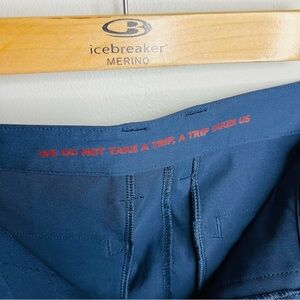 icebreaker®
MERINO
WE DO NOT TAKE A TRIP, A TRIP TAKES US